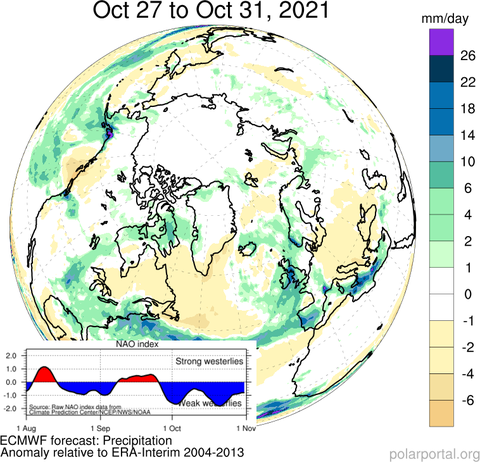 Oct 27 to Oct 31, 2021
mm/day
26
22
18
14
10
6
4
2
1
0
-1
-2
-4
-6
NAO index
2.0
1.0
0.0
-1.0
-2.0
Strong westerlies
Weak westerlies
Source: Raw NAO index data from
Climate Prediction Center/NCEP/NWS/NOAA
1 Aug
1 Sep
1 Oct
1 Nov
ECMWF forecast: Precipitation
Anomaly relative to ERA-Interim 2004-2013
polarportal.org